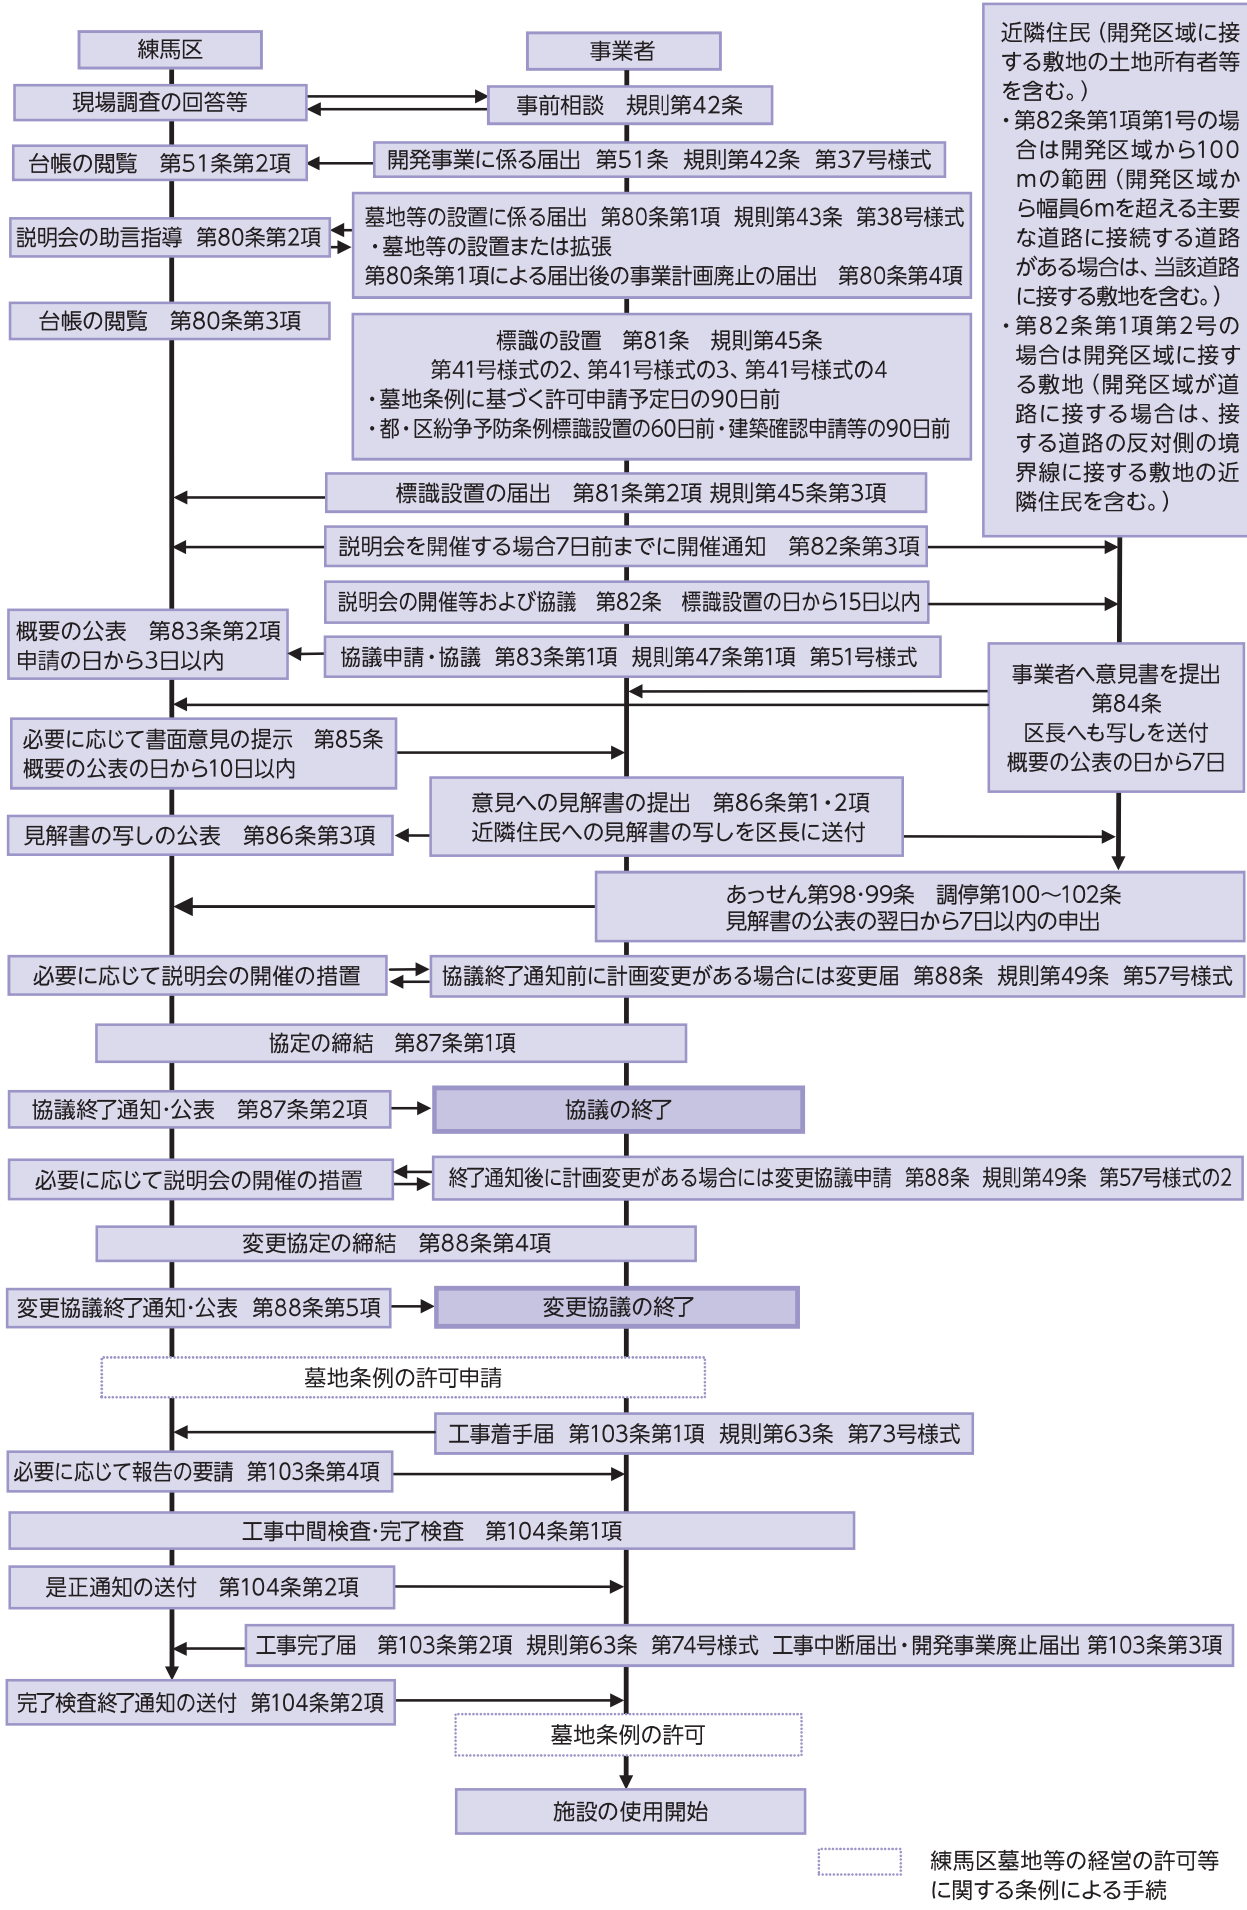 練馬区
事業者
近隣住民（開発区域に接
する敷地の土地所有者等
を含む。）
・第82条第1項第1号の場
合は開発区域から100
mの範囲（開発区域か
ら幅員6mを超える主要
な道路に接続する道路
がある場合は、当該道路
に接する敷地を含む。）
・第82条第1項第2号の
場合は開発区域に接す
る敷地（開発区域が道
路に接する場合は、接
する道路の反対側の境
界線に接する敷地の近
隣住民を含む。）
現場調査の回答等
事前相談　規則第42条
台帳の閲覧　第51条第2項
開発事業に係る届出　第51条　規則第42条　第37号様式
説明会の助言指導　第80条第2項
墓地等の設置に係る届出　第80条第1項　規則第43条　第38号様式
・墓地等の設置または拡張
第80条第1項による届出後の事業計画廃止の届出　第80条第4項
台帳の閲覧　第80条第3項
標識の設置　第81条　規則第45条
第41号様式の2、第41号様式の3、第41号様式の4
・墓地条例に基づく許可申請予定日の90日前
・都・区紛争予防条例標識設置の60日前・建築確認申請等の90日前
標識設置の届出　第81条第2項 規則第45条第3項
説明会を開催する場合7日前までに開催通知　第82条第3項
説明会の開催等および協議　第82条　標識設置の日から15日以内
概要の公表　第83条第2項
申請の日から3日以内
協議申請・協議　第83条第1項　規則第47条第1項　第51号様式
事業者へ意見書を提出
第84条
区長へも写しを送付
概要の公表の日から7日
必要に応じて書面意見の提示　第85条
概要の公表の日から10日以内
意見への見解書の提出　第86条第1・2項
近隣住民への見解書の写しを区長に送付
見解書の写しの公表　第86条第3項
あっせん第98・99条　調停第100～102条
見解書の公表の翌日から7日以内の申出
必要に応じて説明会の開催の措置
協議終了通知前に計画変更がある場合には変更届　第88条　規則第49条　第57号様式
協定の締結　第87条第1項
協議終了通知・公表　第87条第2項
協議の終了
必要に応じて説明会の開催の措置
終了通知後に計画変更がある場合には変更協議申請　第88条　規則第49条　第57号様式の2
変更協定の締結　第88条第4項
変更協議終了通知・公表　第88条第5項
変更協議の終了
墓地条例の許可申請
工事着手届　第103条第1項　規則第63条　第73号様式
必要に応じて報告の要請　第103条第4項
工事中間検査・完了検査　第104条第1項
是正通知の送付　第104条第2項
工事完了届　第103条第2項　規則第63条　第74号様式　工事中断届出・開発事業廃止届出 第103条第3項
完了検査終了通知の送付　第104条第2項
墓地条例の許可
施設の使用開始
練馬区墓地等の経営の許可等
に関する条例による手続